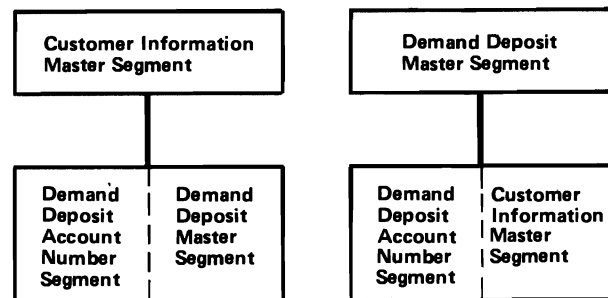 Customer Information
Master Segment
Demand Deposit
Master Segment
Demand
Deposit
Account
Number
Segment
Demand
Deposit
Master
Segment
Demand
Deposit
Account
Number
Segment
Customer
Information
Master
Segment